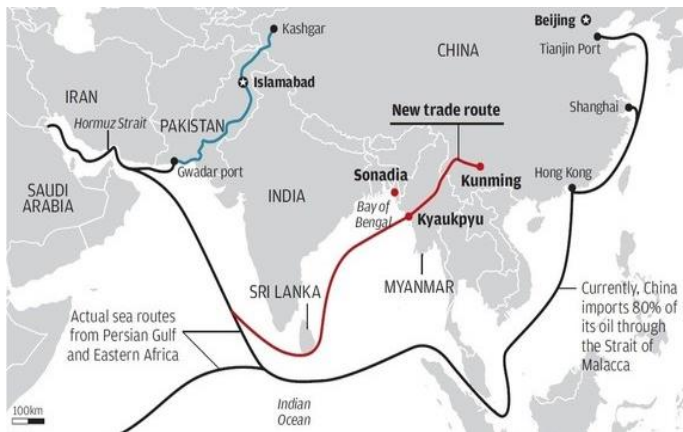 Beijing
Kashgar
CHINA
Tianjin Port
Islamabad
IRAN
Hormuz Strait
PAKISTAN
New trade route
Shanghai
Gwadar port
Sonadia
Kunming
Hong Kong
SAUDI
ARABIA
INDIA
Bay of
Bengal
Kyaukpyu
SRI LANKA
MYANMAR
Currently, China
imports 80% of
its oil through
the Strait of
Malacca
Actual sea routes
from Persian Gulf
and Eastern Africa
Indian
Ocean
100km